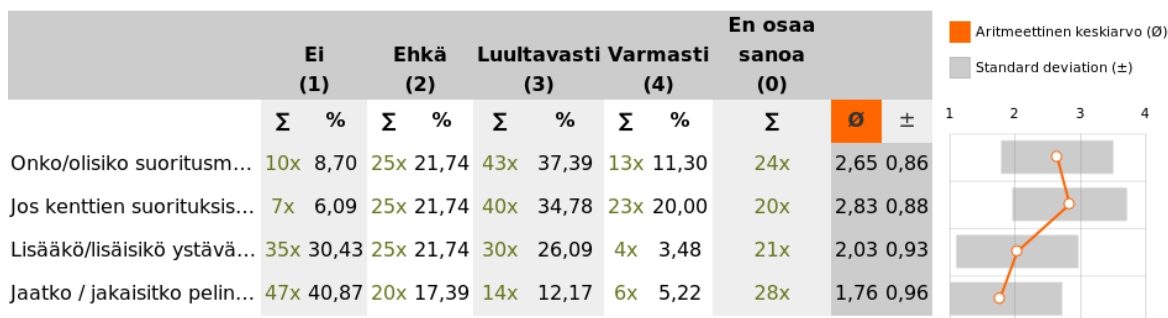 En osaa
Ei Ehkä Luultavasti Varmasti sanoa
(1) (2) (3) (4) (0)
Σ % Σ % Σ % Σ % Σ Ø ±
Onko/olisiko suoritusm... 10x 8,70 25x 21,74 43x 37,39 13x 11,30 24x 2,65 0,86
Jos kenttien suorituksis... 7x 6,09 25x 21,74 40x 34,78 23x 20,00 20x 2,83 0,88
Lisääkö/lisäisikö ystävä... 35x 30,43 25x 21,74 30x 26,09 4x 3,48 21x 2,03 0,93
Jaatko / jakaisitko pelin... 47x 40,87 20x 17,39 14x 12,17 6x 5,22 28x 1,76 0,96
Aritmeettinen keskiarvo (Ø)
Standard deviation (±)
1 2 3 4